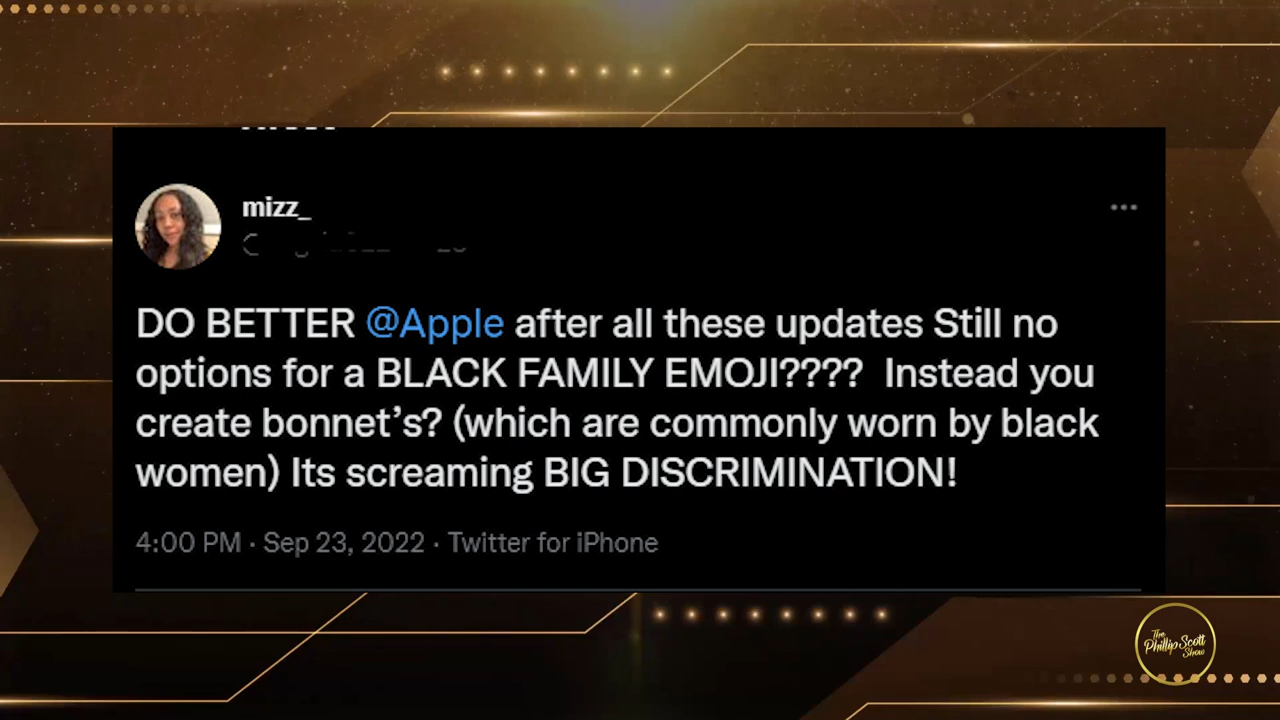 mizz_
DO BETTER @Apple after all these updates Still no
options for a BLACK FAMILY EMOJI????  Instead you
create bonnet’s? (which are commonly worn by black
women) Its screaming BIG DISCRIMINATION!
4:00 PM · Sep 23, 2022 · Twitter for iPhone
The
Phillip Scott
Show